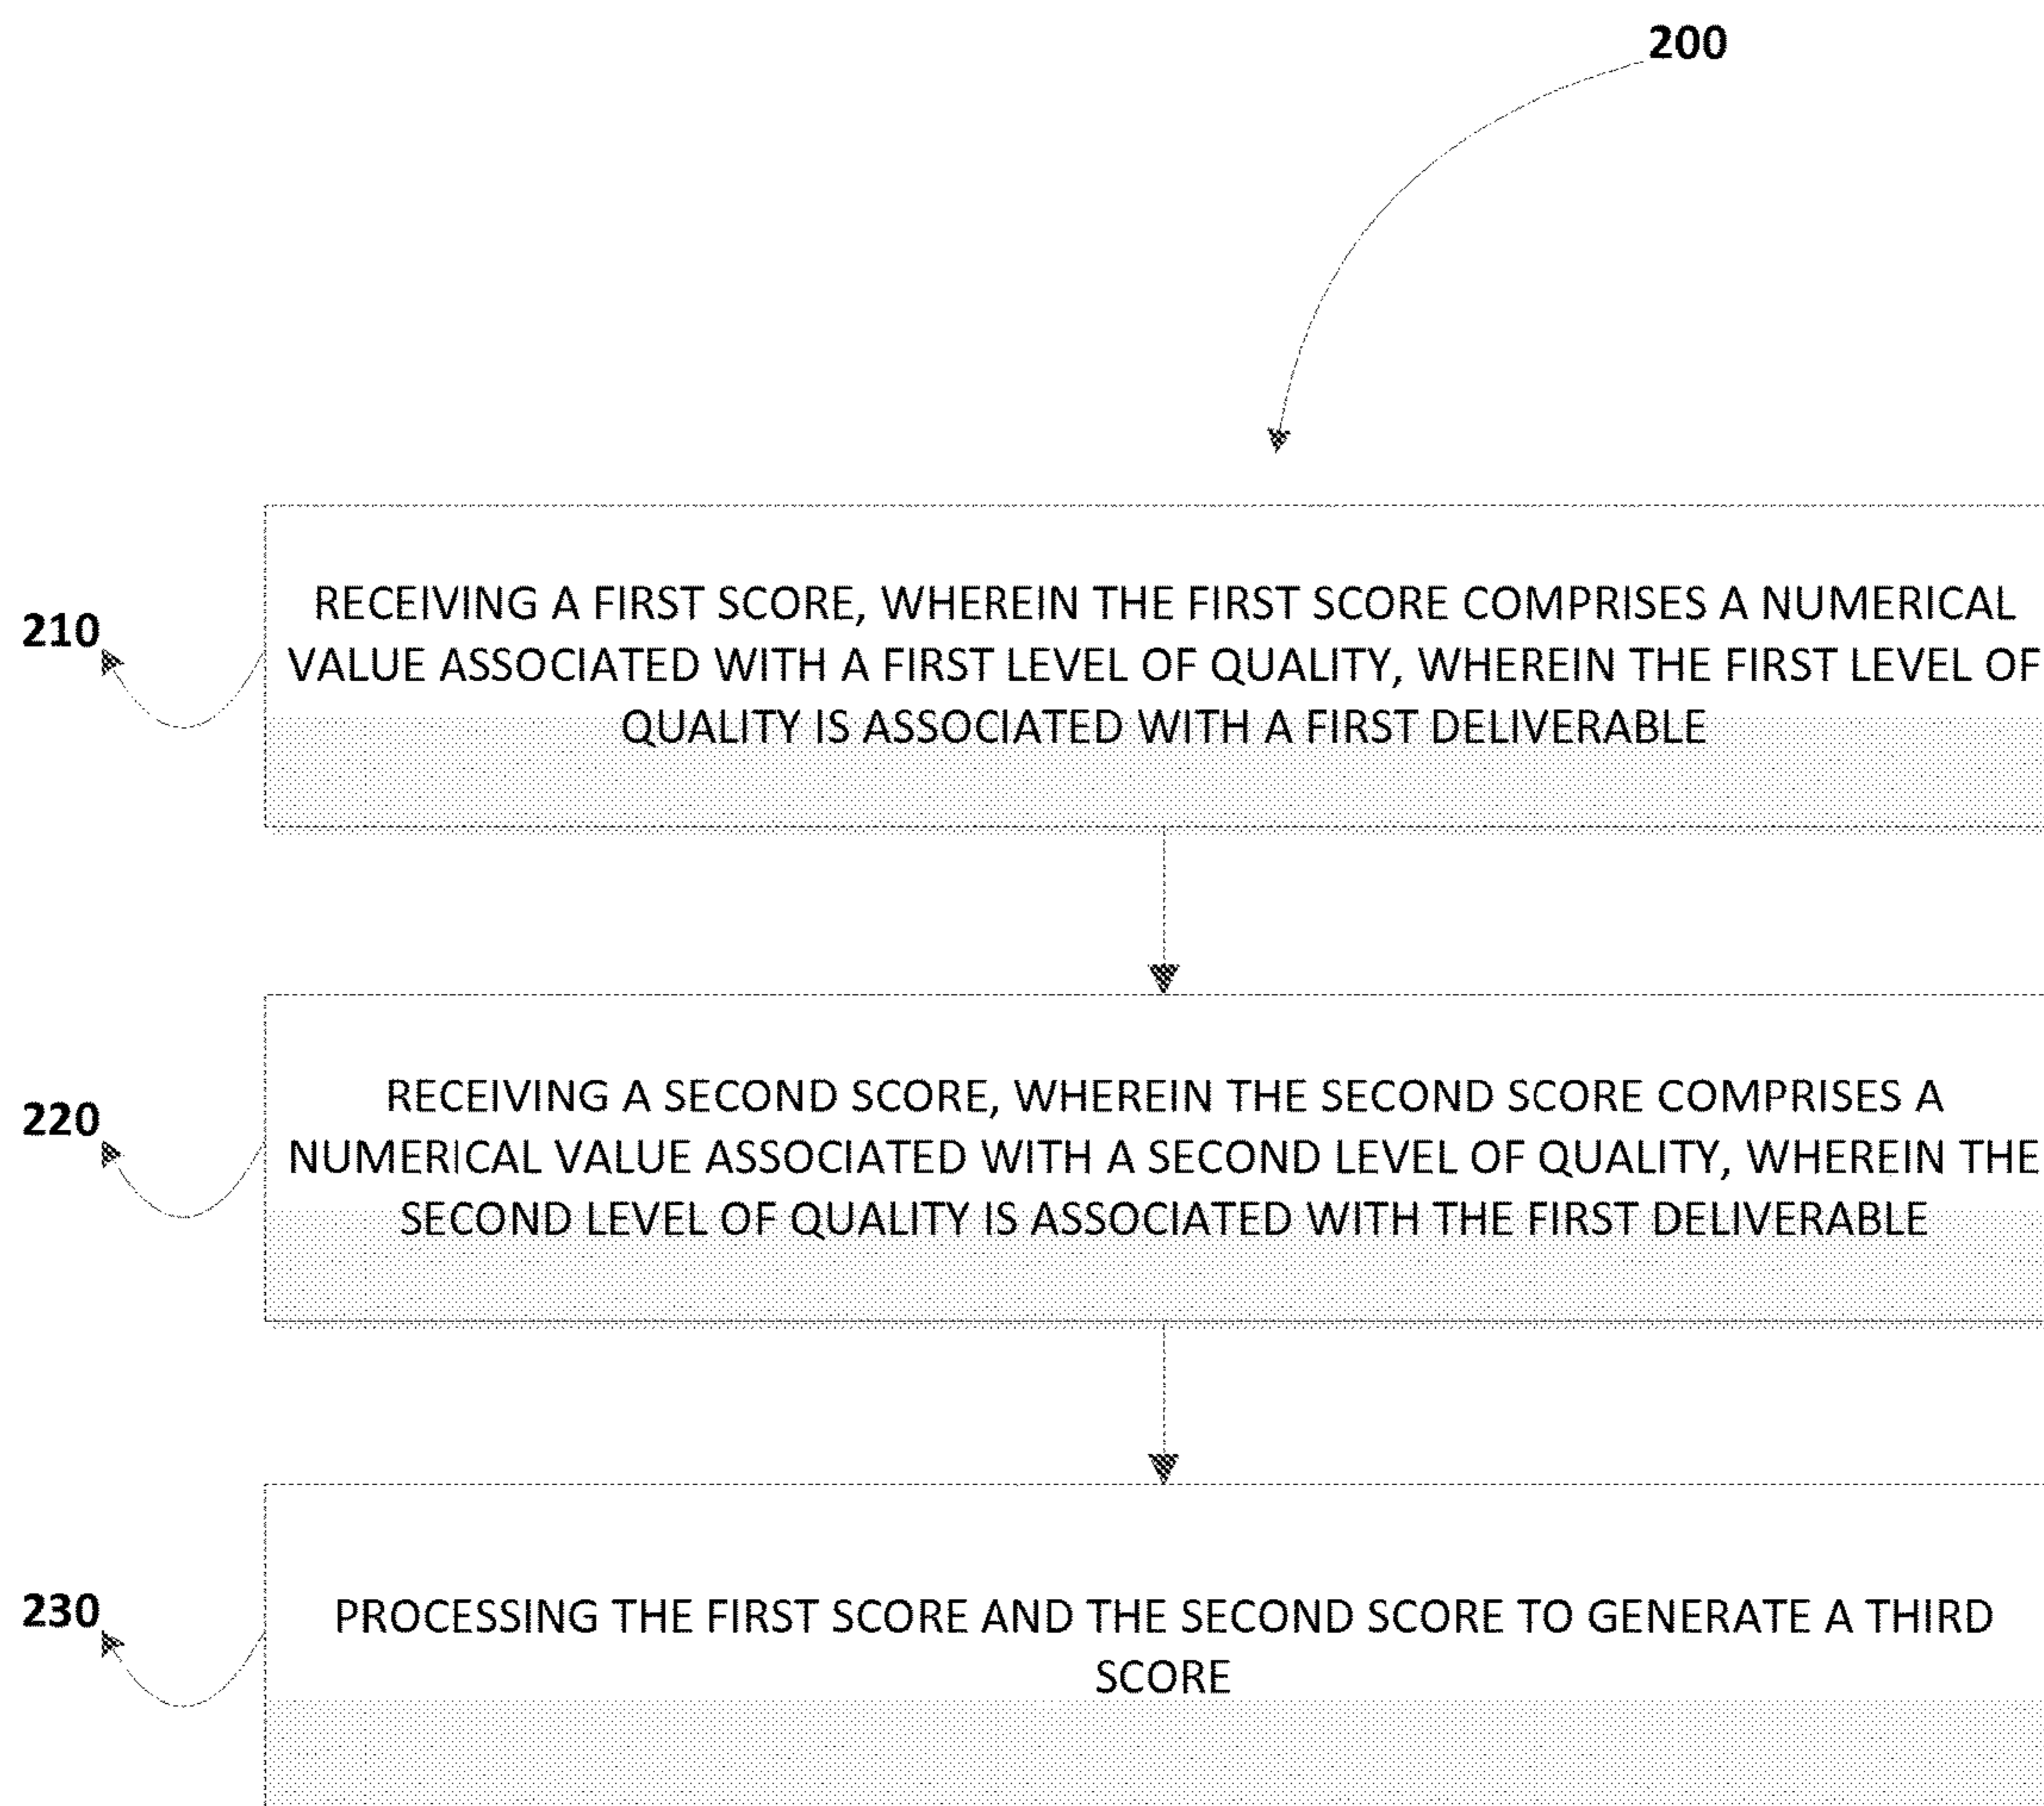 200
210
RECEIVING A FIRST SCORE, WHEREIN THE FIRST SCORE COMPRISES A NUMERICAL
VALUE ASSOCIATED WITH A FIRST LEVEL OF QUALITY, WHEREIN THE FIRST LEVEL OF
QUALITY IS ASSOCIATED WITH A FIRST DELIVERABLE
220
RECEIVING A SECOND SCORE, WHEREIN THE SECOND SCORE COMPRISES A
NUMERICAL VALUE ASSOCIATED WITH A SECOND LEVEL OF QUALITY, WHEREIN THE
SECOND LEVEL OF QUALITY IS ASSOCIATED WITH THE FIRST DELIVERABLE
230
PROCESSING THE FIRST SCORE AND THE SECOND SCORE TO GENERATE A THIRD
SCORE